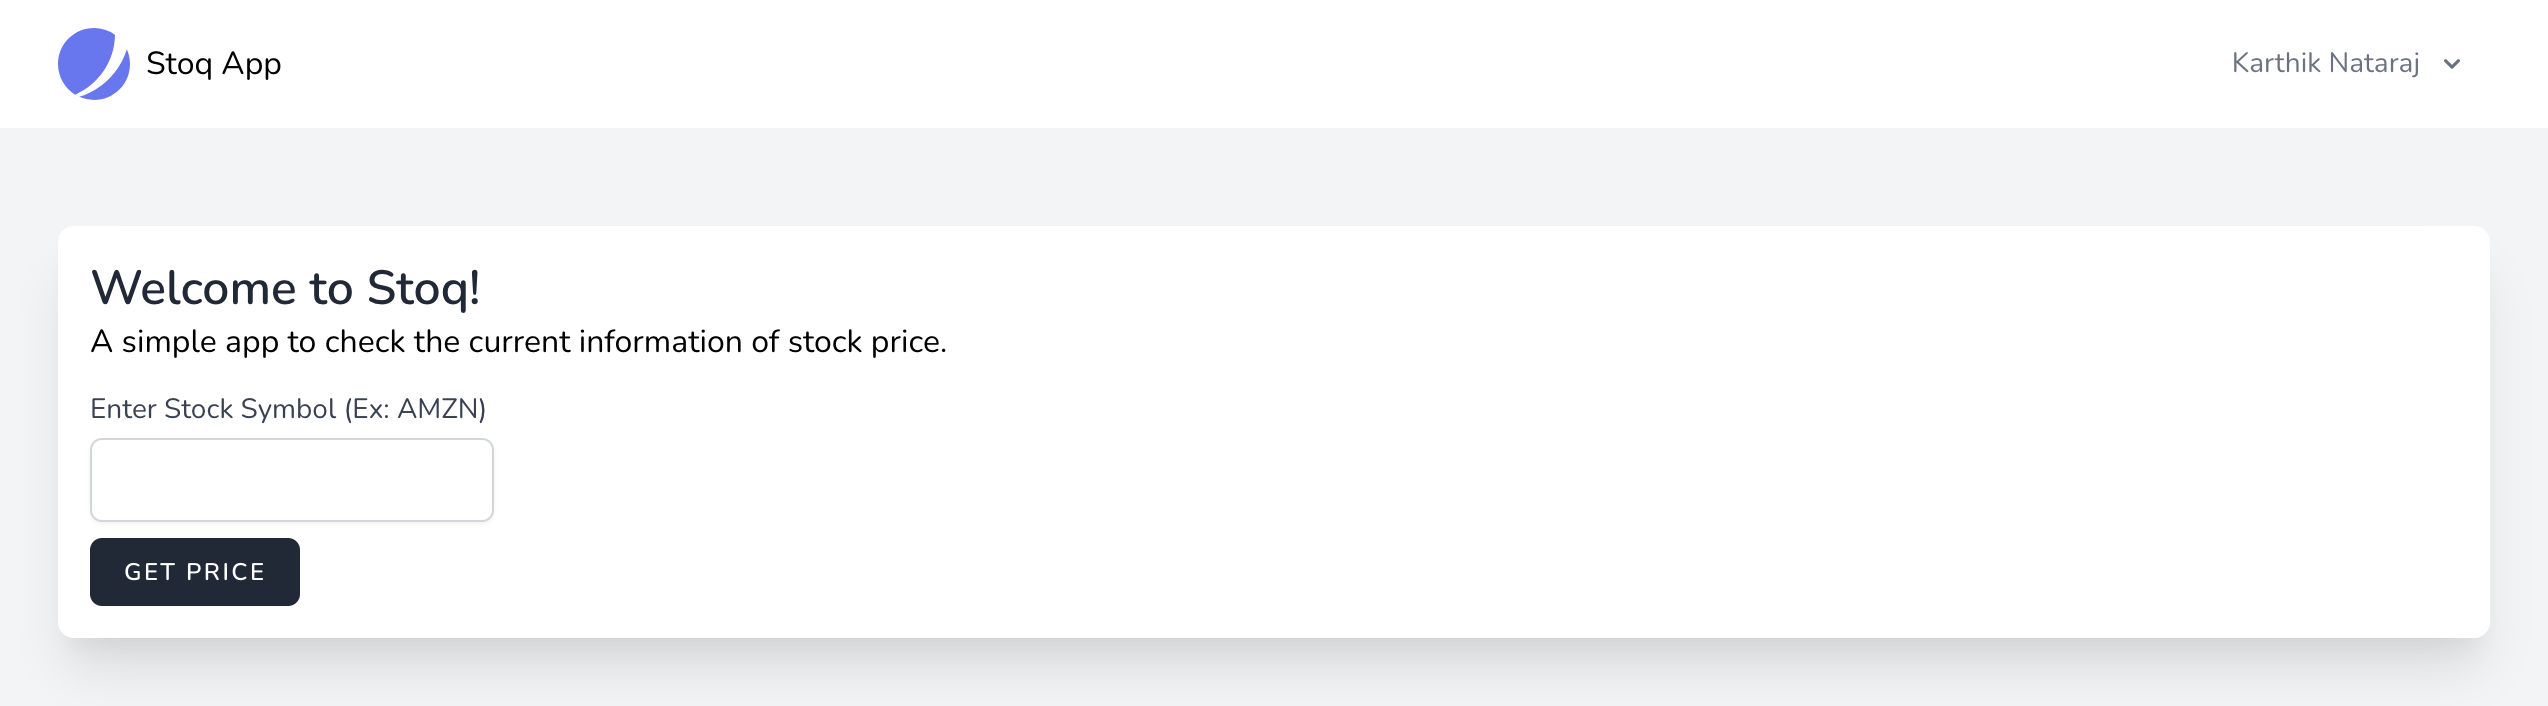 Stoq App
Karthik Nataraj
Welcome to Stoq!
A simple app to check the current information of stock price.
Enter Stock Symbol (Ex: AMZN)
GET PRICE